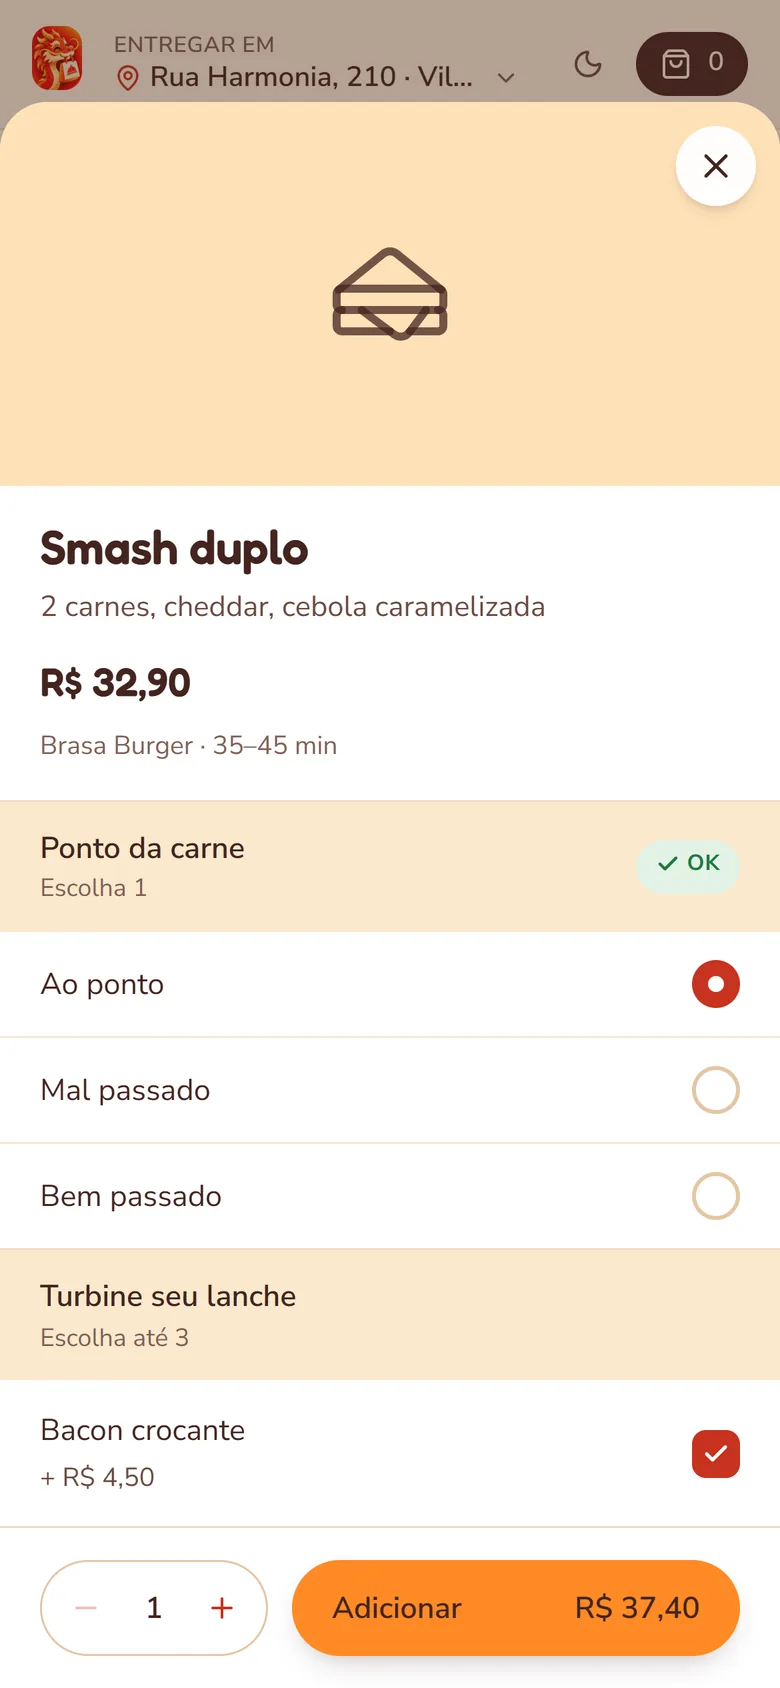 ENTREGAR EM
Rua Harmonia, 210 · Vil...
0
Smash duplo
2 carnes, cheddar, cebola caramelizada
R$ 32,90
Brasa Burger · 35–45 min
Ponto da carne
Escolha 1
OK
Ao ponto
Mal passado
Bem passado
Turbine seu lanche
Escolha até 3
Bacon crocante
+ R$ 4,50
1
Adicionar R$ 37,40